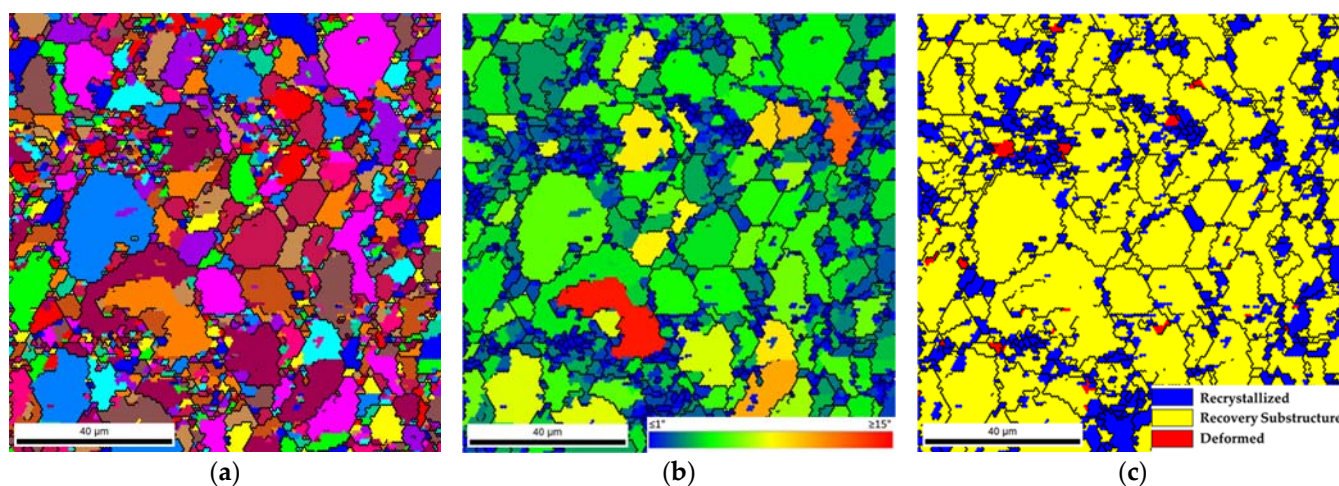 40 µm
40 µm
≤1° ≥15°
40 µm
Recrystallized
Recovery Substructure
Deformed
(a) (b) (c)